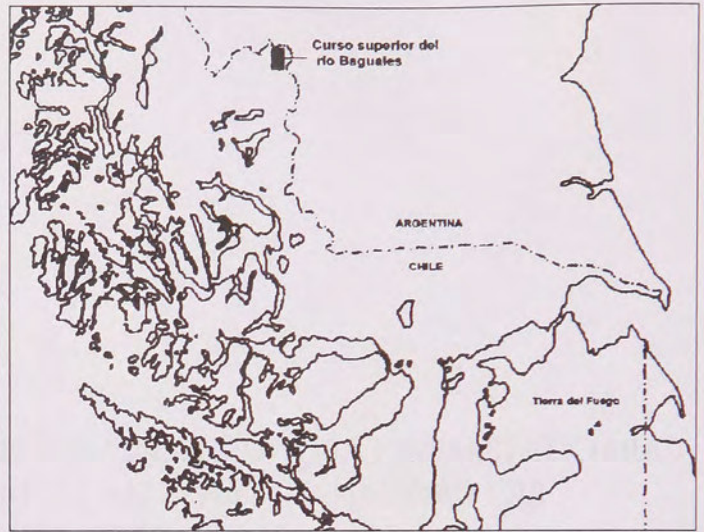 Curso superior del
río Baguales
ARGENTINA
CHILE
Tierra del Fuego